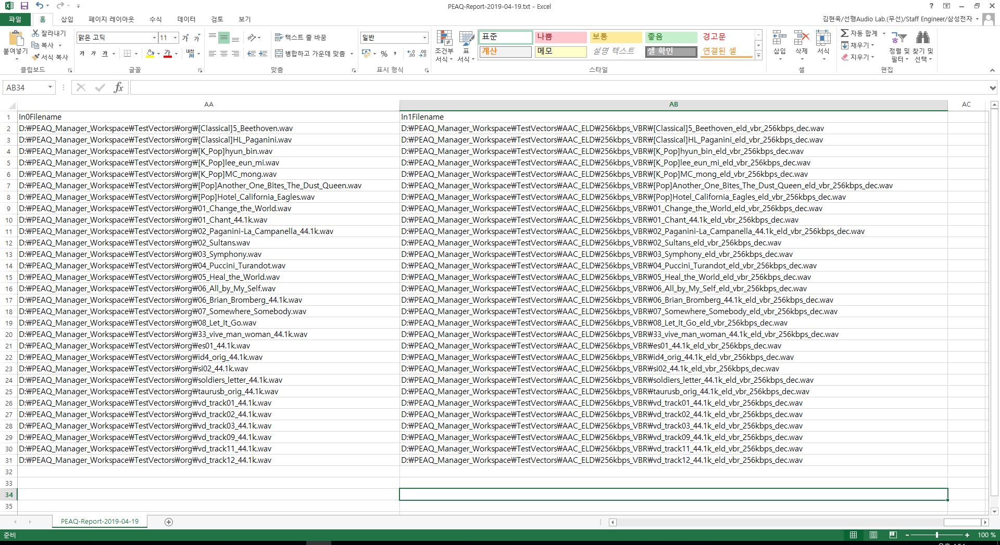 PEAQ-Report-2019-04-19.txt - Excel
파일 홈 삽입 페이지 레이아웃 수식 데이터 검토 보기
김현욱/선행Audio Lab.(무선)/Staff Engineer/삼성전자
붙여넣기
잘라내기
복사
서식 복사
클립보드
맑은 고딕 11
가 가
가 가 가 가 내천
글꼴
텍스트 줄 바꿈
병합하고 가운데 맞춤
맞춤
일반
% ,
표시 형식
조건부 서식
표 서식
표준 나쁨 보통 좋음 경고문
계산 메모 설명 텍스트 셀 확인 연결된 셀
스타일
삽입 삭제 서식
셀
자동 합계
채우기
지우기
정렬 및 필터
찾기 및 선택
편집
AB34 fx
AA AB AC
1 In0Filename In1Filename
2 D:₩PEAQ_Manager_Workspace₩TestVectors₩org₩[Classical]5_Beethoven.wav D:₩PEAQ_Manager_Workspace₩TestVectors₩AAC_ELD₩256kbps_VBR₩[Classical]5_Beethoven_eld_vbr_256kbps_dec.wav
3 D:₩PEAQ_Manager_Workspace₩TestVectors₩org₩[Classical]HL_Paganini.wav D:₩PEAQ_Manager_Workspace₩TestVectors₩AAC_ELD₩256kbps_VBR₩[Classical]HL_Paganini_eld_vbr_256kbps_dec.wav
4 D:₩PEAQ_Manager_Workspace₩TestVectors₩org₩[K_Pop]hyun_bin.wav D:₩PEAQ_Manager_Workspace₩TestVectors₩AAC_ELD₩256kbps_VBR₩[K_Pop]hyun_bin_eld_vbr_256kbps_dec.wav
5 D:₩PEAQ_Manager_Workspace₩TestVectors₩org₩[K_Pop]lee_eun_mi.wav D:₩PEAQ_Manager_Workspace₩TestVectors₩AAC_ELD₩256kbps_VBR₩[K_Pop]lee_eun_mi_eld_vbr_256kbps_dec.wav
6 D:₩PEAQ_Manager_Workspace₩TestVectors₩org₩[K_Pop]MC_mong.wav D:₩PEAQ_Manager_Workspace₩TestVectors₩AAC_ELD₩256kbps_VBR₩[K_Pop]MC_mong_eld_vbr_256kbps_dec.wav
7 D:₩PEAQ_Manager_Workspace₩TestVectors₩org₩[Pop]Another_One_Bites_The_Dust_Queen.wav D:₩PEAQ_Manager_Workspace₩TestVectors₩AAC_ELD₩256kbps_VBR₩[Pop]Another_One_Bites_The_Dust_Queen_eld_vbr_256kbps_dec.wav
8 D:₩PEAQ_Manager_Workspace₩TestVectors₩org₩[Pop]Hotel_California_Eagles.wav D:₩PEAQ_Manager_Workspace₩TestVectors₩AAC_ELD₩256kbps_VBR₩[Pop]Hotel_California_Eagles_eld_vbr_256kbps_dec.wav
9 D:₩PEAQ_Manager_Workspace₩TestVectors₩org₩01_Change_the_World.wav D:₩PEAQ_Manager_Workspace₩TestVectors₩AAC_ELD₩256kbps_VBR₩01_Change_the_World_eld_vbr_256kbps_dec.wav
10 D:₩PEAQ_Manager_Workspace₩TestVectors₩org₩01_Chant_44.1k.wav D:₩PEAQ_Manager_Workspace₩TestVectors₩AAC_ELD₩256kbps_VBR₩01_Chant_44.1k_eld_vbr_256kbps_dec.wav
11 D:₩PEAQ_Manager_Workspace₩TestVectors₩org₩02_Paganini-La_Campanella_44.1k.wav D:₩PEAQ_Manager_Workspace₩TestVectors₩AAC_ELD₩256kbps_VBR₩02_Paganini-La_Campanella_44.1k_eld_vbr_256kbps_dec.wav
12 D:₩PEAQ_Manager_Workspace₩TestVectors₩org₩02_Sultans.wav D:₩PEAQ_Manager_Workspace₩TestVectors₩AAC_ELD₩256kbps_VBR₩02_Sultans_eld_vbr_256kbps_dec.wav
13 D:₩PEAQ_Manager_Workspace₩TestVectors₩org₩03_Symphony.wav D:₩PEAQ_Manager_Workspace₩TestVectors₩AAC_ELD₩256kbps_VBR₩03_Symphony_eld_vbr_256kbps_dec.wav
14 D:₩PEAQ_Manager_Workspace₩TestVectors₩org₩04_Puccini_Turandot.wav D:₩PEAQ_Manager_Workspace₩TestVectors₩AAC_ELD₩256kbps_VBR₩04_Puccini_Turandot_eld_vbr_256kbps_dec.wav
15 D:₩PEAQ_Manager_Workspace₩TestVectors₩org₩05_Heal_the_World.wav D:₩PEAQ_Manager_Workspace₩TestVectors₩AAC_ELD₩256kbps_VBR₩05_Heal_the_World_eld_vbr_256kbps_dec.wav
16 D:₩PEAQ_Manager_Workspace₩TestVectors₩org₩06_All_by_My_Self.wav D:₩PEAQ_Manager_Workspace₩TestVectors₩AAC_ELD₩256kbps_VBR₩06_All_by_My_Self_eld_vbr_256kbps_dec.wav
17 D:₩PEAQ_Manager_Workspace₩TestVectors₩org₩06_Brian_Bromberg_44.1k.wav D:₩PEAQ_Manager_Workspace₩TestVectors₩AAC_ELD₩256kbps_VBR₩06_Brian_Bromberg_44.1k_eld_vbr_256kbps_dec.wav
18 D:₩PEAQ_Manager_Workspace₩TestVectors₩org₩07_Somewhere_Somebody.wav D:₩PEAQ_Manager_Workspace₩TestVectors₩AAC_ELD₩256kbps_VBR₩07_Somewhere_Somebody_eld_vbr_256kbps_dec.wav
19 D:₩PEAQ_Manager_Workspace₩TestVectors₩org₩08_Let_It_Go.wav D:₩PEAQ_Manager_Workspace₩TestVectors₩AAC_ELD₩256kbps_VBR₩08_Let_It_Go_eld_vbr_256kbps_dec.wav
20 D:₩PEAQ_Manager_Workspace₩TestVectors₩org₩33_vive_man_woman_44.1k.wav D:₩PEAQ_Manager_Workspace₩TestVectors₩AAC_ELD₩256kbps_VBR₩33_vive_man_woman_44.1k_eld_vbr_256kbps_dec.wav
21 D:₩PEAQ_Manager_Workspace₩TestVectors₩org₩es01_44.1k.wav D:₩PEAQ_Manager_Workspace₩TestVectors₩AAC_ELD₩256kbps_VBR₩es01_44.1k_eld_vbr_256kbps_dec.wav
22 D:₩PEAQ_Manager_Workspace₩TestVectors₩org₩id4_orig_44.1k.wav D:₩PEAQ_Manager_Workspace₩TestVectors₩AAC_ELD₩256kbps_VBR₩id4_orig_44.1k_eld_vbr_256kbps_dec.wav
23 D:₩PEAQ_Manager_Workspace₩TestVectors₩org₩si02_44.1k.wav D:₩PEAQ_Manager_Workspace₩TestVectors₩AAC_ELD₩256kbps_VBR₩si02_44.1k_eld_vbr_256kbps_dec.wav
24 D:₩PEAQ_Manager_Workspace₩TestVectors₩org₩soldiers_letter_44.1k.wav D:₩PEAQ_Manager_Workspace₩TestVectors₩AAC_ELD₩256kbps_VBR₩soldiers_letter_44.1k_eld_vbr_256kbps_dec.wav
25 D:₩PEAQ_Manager_Workspace₩TestVectors₩org₩taurusb_orig_44.1k.wav D:₩PEAQ_Manager_Workspace₩TestVectors₩AAC_ELD₩256kbps_VBR₩taurusb_orig_44.1k_eld_vbr_256kbps_dec.wav
26 D:₩PEAQ_Manager_Workspace₩TestVectors₩org₩vd_track01_44.1k.wav D:₩PEAQ_Manager_Workspace₩TestVectors₩AAC_ELD₩256kbps_VBR₩vd_track01_44.1k_eld_vbr_256kbps_dec.wav
27 D:₩PEAQ_Manager_Workspace₩TestVectors₩org₩vd_track02_44.1k.wav D:₩PEAQ_Manager_Workspace₩TestVectors₩AAC_ELD₩256kbps_VBR₩vd_track02_44.1k_eld_vbr_256kbps_dec.wav
28 D:₩PEAQ_Manager_Workspace₩TestVectors₩org₩vd_track03_44.1k.wav D:₩PEAQ_Manager_Workspace₩TestVectors₩AAC_ELD₩256kbps_VBR₩vd_track03_44.1k_eld_vbr_256kbps_dec.wav
29 D:₩PEAQ_Manager_Workspace₩TestVectors₩org₩vd_track09_44.1k.wav D:₩PEAQ_Manager_Workspace₩TestVectors₩AAC_ELD₩256kbps_VBR₩vd_track09_44.1k_eld_vbr_256kbps_dec.wav
30 D:₩PEAQ_Manager_Workspace₩TestVectors₩org₩vd_track11_44.1k.wav D:₩PEAQ_Manager_Workspace₩TestVectors₩AAC_ELD₩256kbps_VBR₩vd_track11_44.1k_eld_vbr_256kbps_dec.wav
31 D:₩PEAQ_Manager_Workspace₩TestVectors₩org₩vd_track12_44.1k.wav D:₩PEAQ_Manager_Workspace₩TestVectors₩AAC_ELD₩256kbps_VBR₩vd_track12_44.1k_eld_vbr_256kbps_dec.wav
32
33
34
35
PEAQ-Report-2019-04-19
준비 100 %